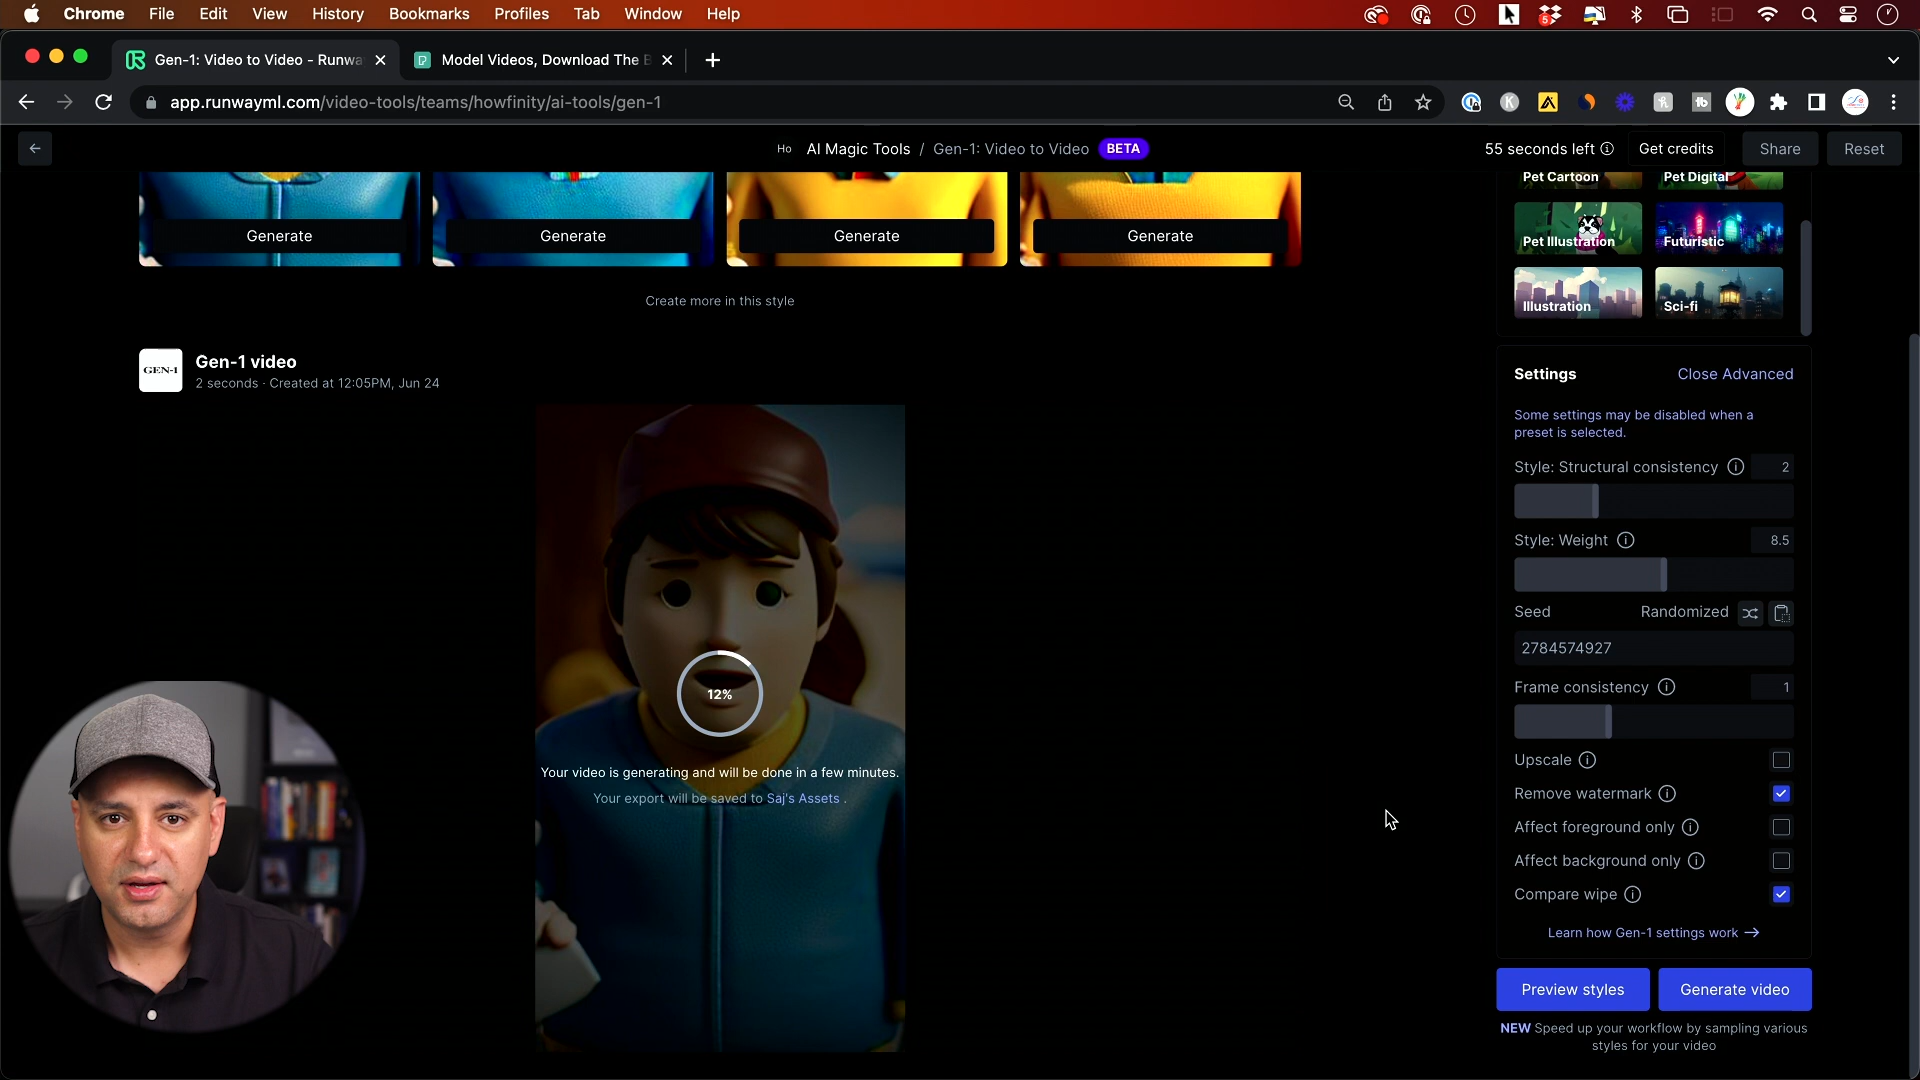 Chrome File Edit View History Bookmarks Profiles Tab Window Help
5
Gen-1: Video to Video - Runwa
Model Videos, Download The B
app.runwayml.com/video-tools/teams/howfinity/ai-tools/gen-1
Ho AI Magic Tools / Gen-1: Video to Video BETA
55 seconds left Get credits Share Reset
Generate Generate Generate Generate
Create more in this style
GEN-1
Gen-1 video
2 seconds · Created at 12:05PM, Jun 24
12%
Your video is generating and will be done in a few minutes.
Your export will be saved to Saj's Assets .
Pet Cartoon Pet Digital
Pet Illustration Futuristic
Illustration Sci-fi
Settings Close Advanced
Some settings may be disabled when a
preset is selected.
Style: Structural consistency 2
Style: Weight 8.5
Seed Randomized
2784574927
Frame consistency 1
Upscale
Remove watermark
Affect foreground only
Affect background only
Compare wipe
Learn how Gen-1 settings work →
Preview styles Generate video
NEW Speed up your workflow by sampling various
styles for your video